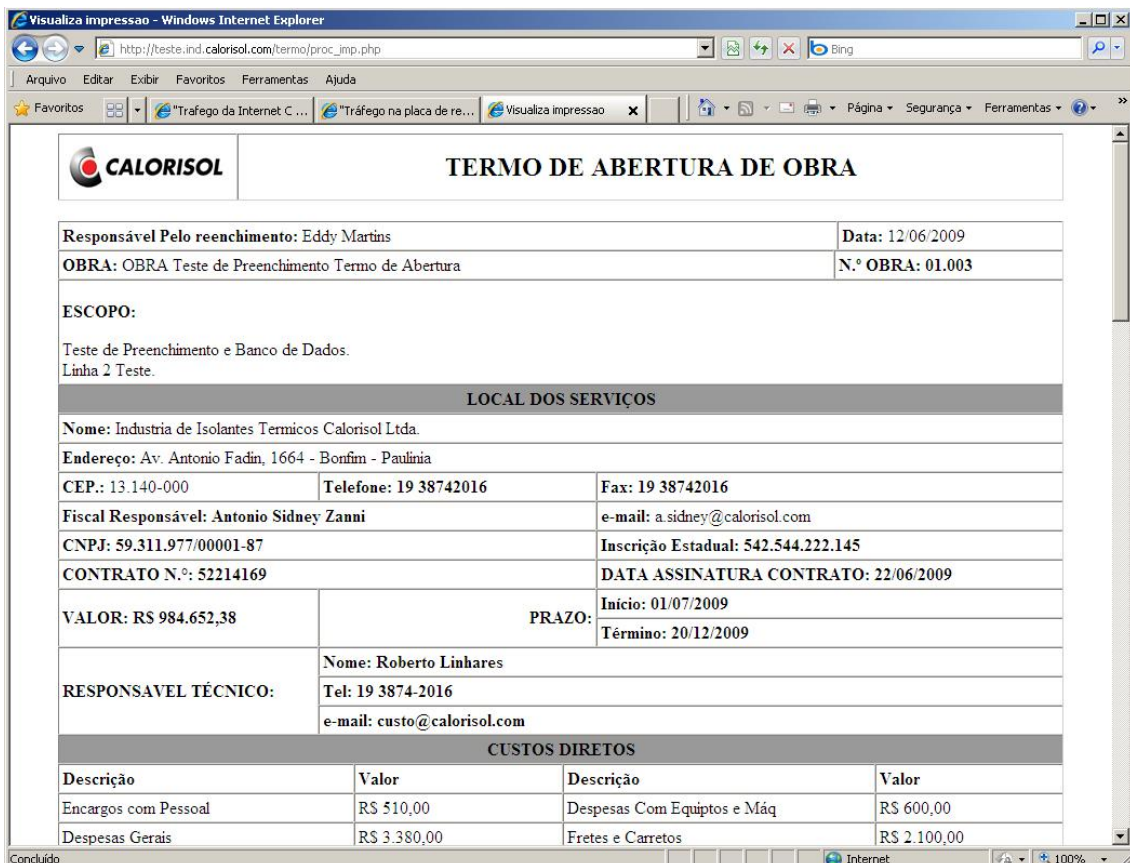 Visualiza impressao - Windows Internet Explorer
http://teste.ind.calorisol.com/termo/proc_imp.php
Bing
Arquivo Editar Exibir Favoritos Ferramentas Ajuda
Favoritos "Trafego da Internet C ... "Tráfego na placa de re... Visualiza impressao x Página Segurança Ferramentas »
CALORISOL TERMO DE ABERTURA DE OBRA
Responsável Pelo reenchimento: Eddy Martins Data: 12/06/2009
OBRA: OBRA Teste de Preenchimento Termo de Abertura N.º OBRA: 01.003
ESCOPO:
Teste de Preenchimento e Banco de Dados.
Linha 2 Teste.
LOCAL DOS SERVIÇOS
Nome: Industria de Isolantes Termicos Calorisol Ltda.
Endereço: Av. Antonio Fadin, 1664 - Bonfim - Paulinia
CEP.: 13.140-000 Telefone: 19 38742016 Fax: 19 38742016
Fiscal Responsável: Antonio Sidney Zanni e-mail: a.sidney@calorisol.com
CNPJ: 59.311.977/00001-87 Inscrição Estadual: 542.544.222.145
CONTRATO N.º: 52214169 DATA ASSINATURA CONTRATO: 22/06/2009
VALOR: R$ 984.652,38 PRAZO: Início: 01/07/2009
Término: 20/12/2009
RESPONSAVEL TÉCNICO: Nome: Roberto Linhares
Tel: 19 3874-2016
e-mail: custo@calorisol.com
CUSTOS DIRETOS
Descrição Valor Descrição Valor
Encargos com Pessoal R$ 510,00 Despesas Com Equiptos e Máq R$ 600,00
Despesas Gerais R$ 3.380,00 Fretes e Carretos R$ 2.100,00
Concluído Internet 100%